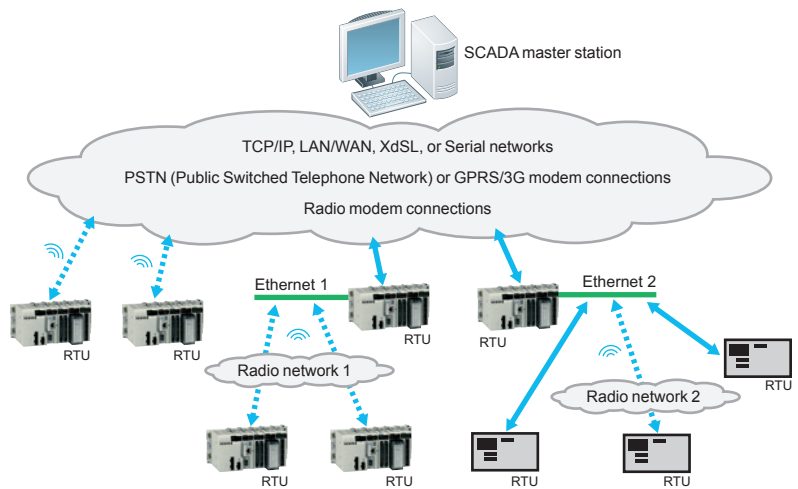 SCADA master station
TCP/IP, LAN/WAN, XdSL, or Serial networks
PSTN (Public Switched Telephone Network) or GPRS/3G modem connections
Radio modem connections
Ethernet 1
Ethernet 2
RTU
RTU
RTU
RTU
Radio network 1
RTU
Radio network 2
RTU
RTU
RTU
RTU